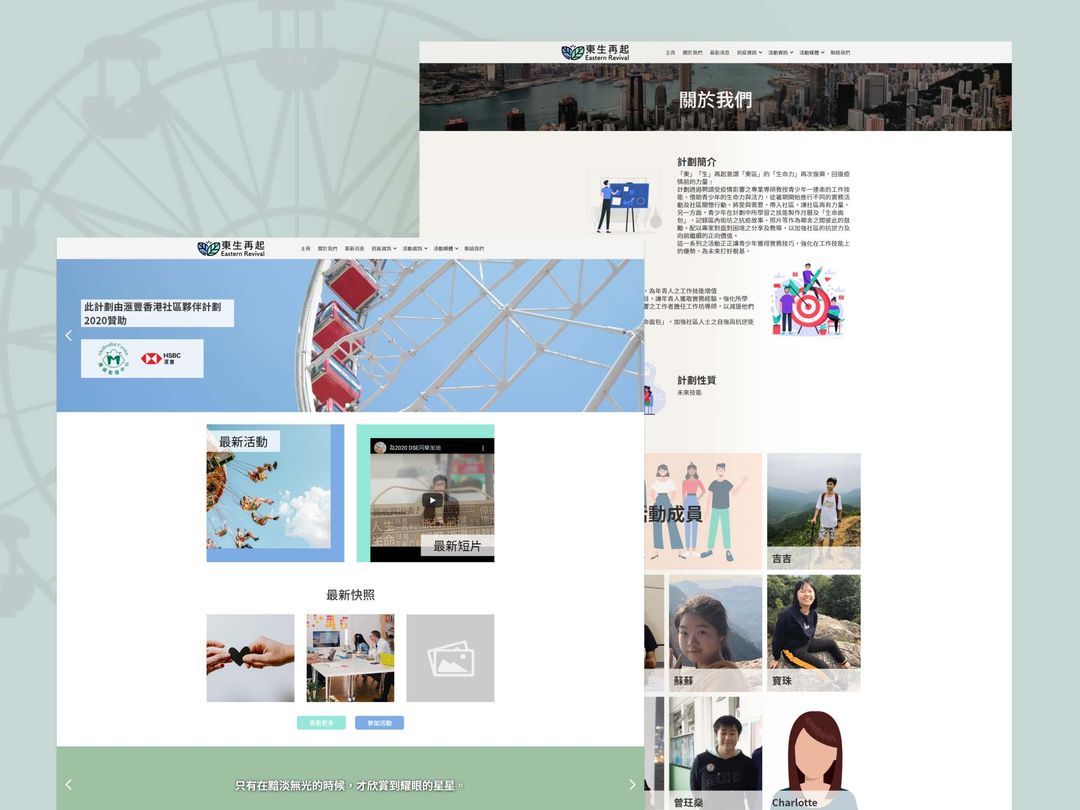 東生再起
Eastern Revival
主頁 關於我們 最新消息 抗疫資訊 活動資訊 活動媒體 聯絡我們
關於我們
計劃簡介
「東」「生」再起意謂「東區」的「生命力」再次復興，回復疫
情前的力量！
計劃透過聘請受疫情影響之專業導師教授青少年一連串的工作技
能，借助青少年的生命力與活力，從暑期開始進行不同的實務活
動及社區關懷行動，將愛與需要，帶入社區，讓社區再有力量。
另一方面，青少年在計劃中所學習之技能製作月曆及「生命面
包」，記錄區內街坊之抗疫故事、照片等作為鄰舍之間彼此的鼓
勵，配以專家對面對困境之分享及教導，以加強社區的抗逆力及
向前繼續的正向價值。
這一系列之活動正正讓青少年獲得實務技巧，強化在工作技能上
的優勢，為未來打好根基。
，為年青人之工作技能增值
目，讓年青人獲取實務經驗，強化所學
響之工作者擔任工作坊導師，以減援他們
命面包」，加強社區人士之自強與抗逆能
計劃性質
未來技能
活動成員
吉吉
蘇蘇
寶珠
曾玨燊
Charlotte
東生再起
Eastern Revival
主頁 關於我們 最新消息 抗疫資訊 活動資訊 活動媒體 聯絡我們
此計劃由滙豐香港社區夥伴計劃
2020贊助
Methodist Centre
HSBC
滙豐
最新活動
為2020 DSE同學加油
人生
生命
最新短片
最新快照
查看更多
參加活動
只有在黯淡無光的時候，才欣賞到耀眼的星星。